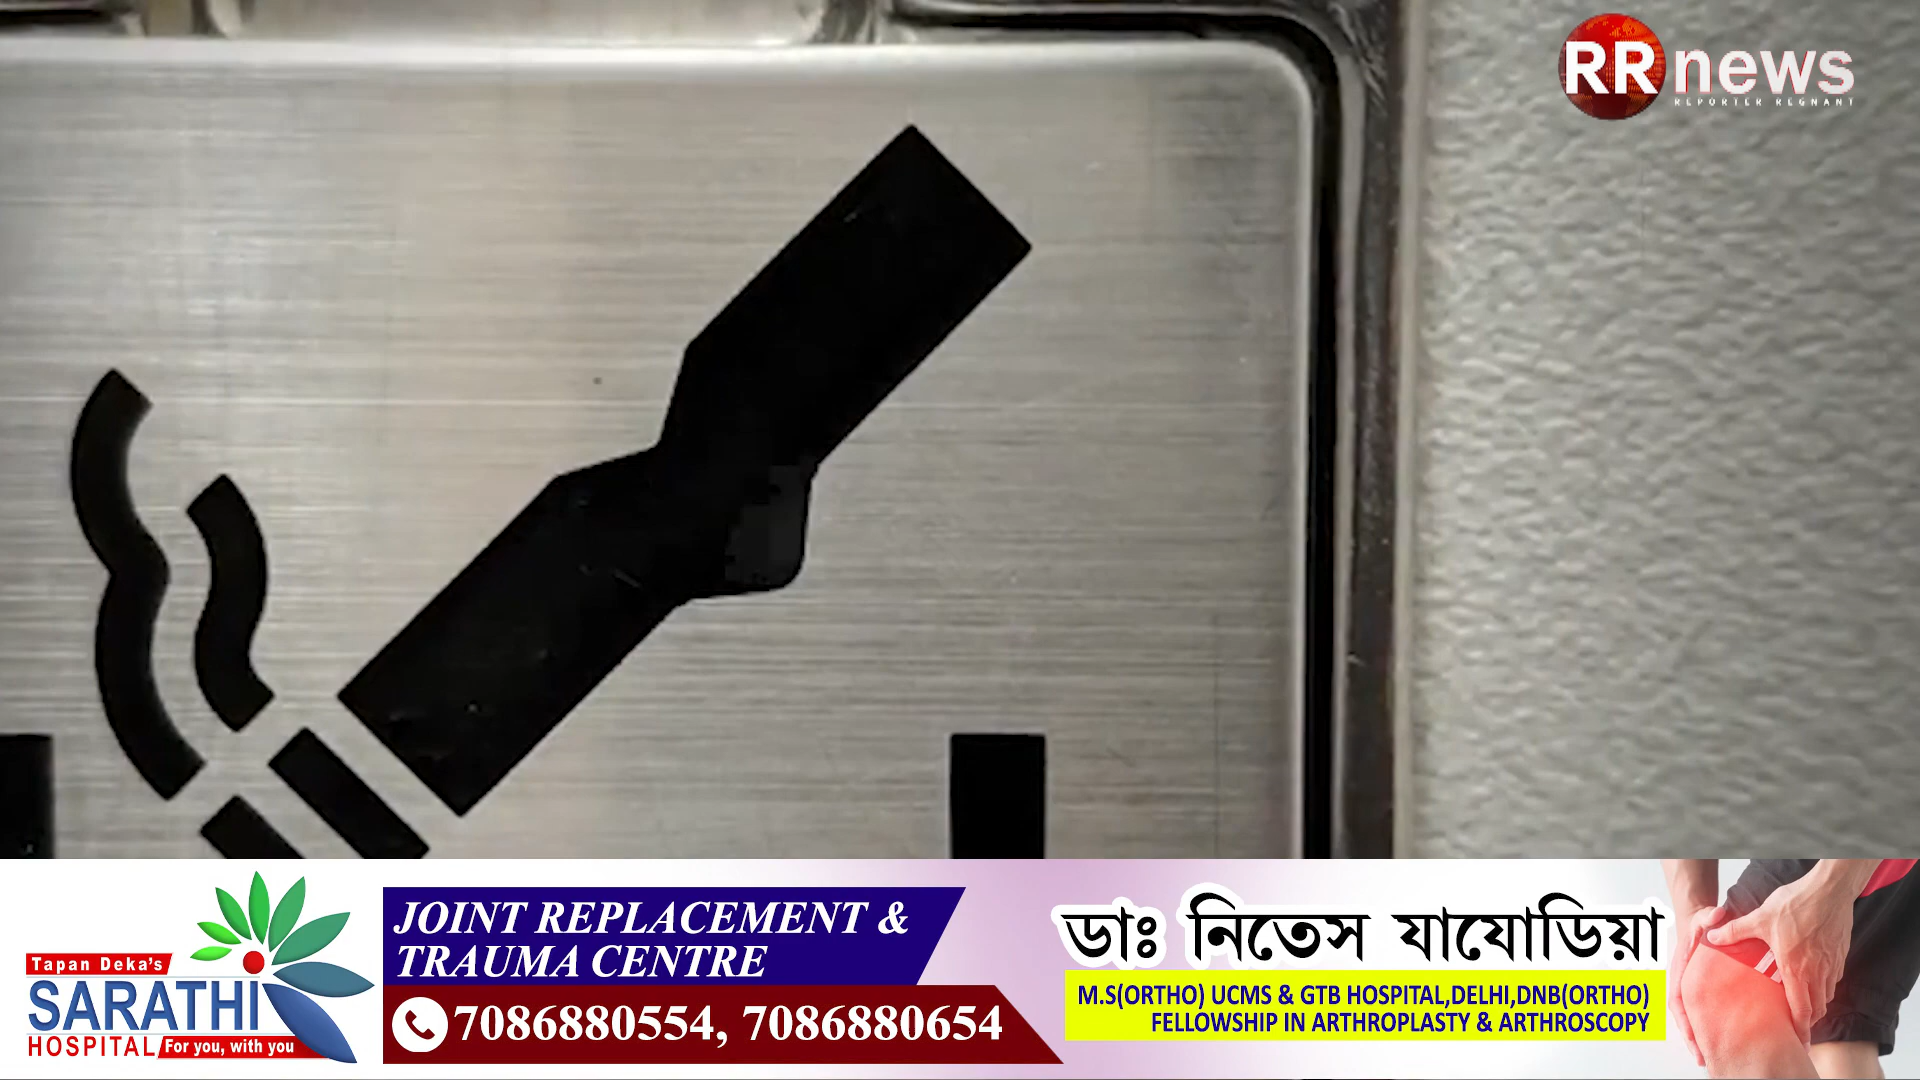 RR news
REPORTER REGNANT
Tapan Deka's
SARATHI
HOSPITAL For you, with you
JOINT REPLACEMENT &
TRAUMA CENTRE
7086880554, 7086880654
ডাঃ নিতেস যাযোডিয়া
M.S(ORTHO) UCMS & GTB HOSPITAL,DELHI,DNB(ORTHO)
FELLOWSHIP IN ARTHROPLASTY & ARTHROSCOPY